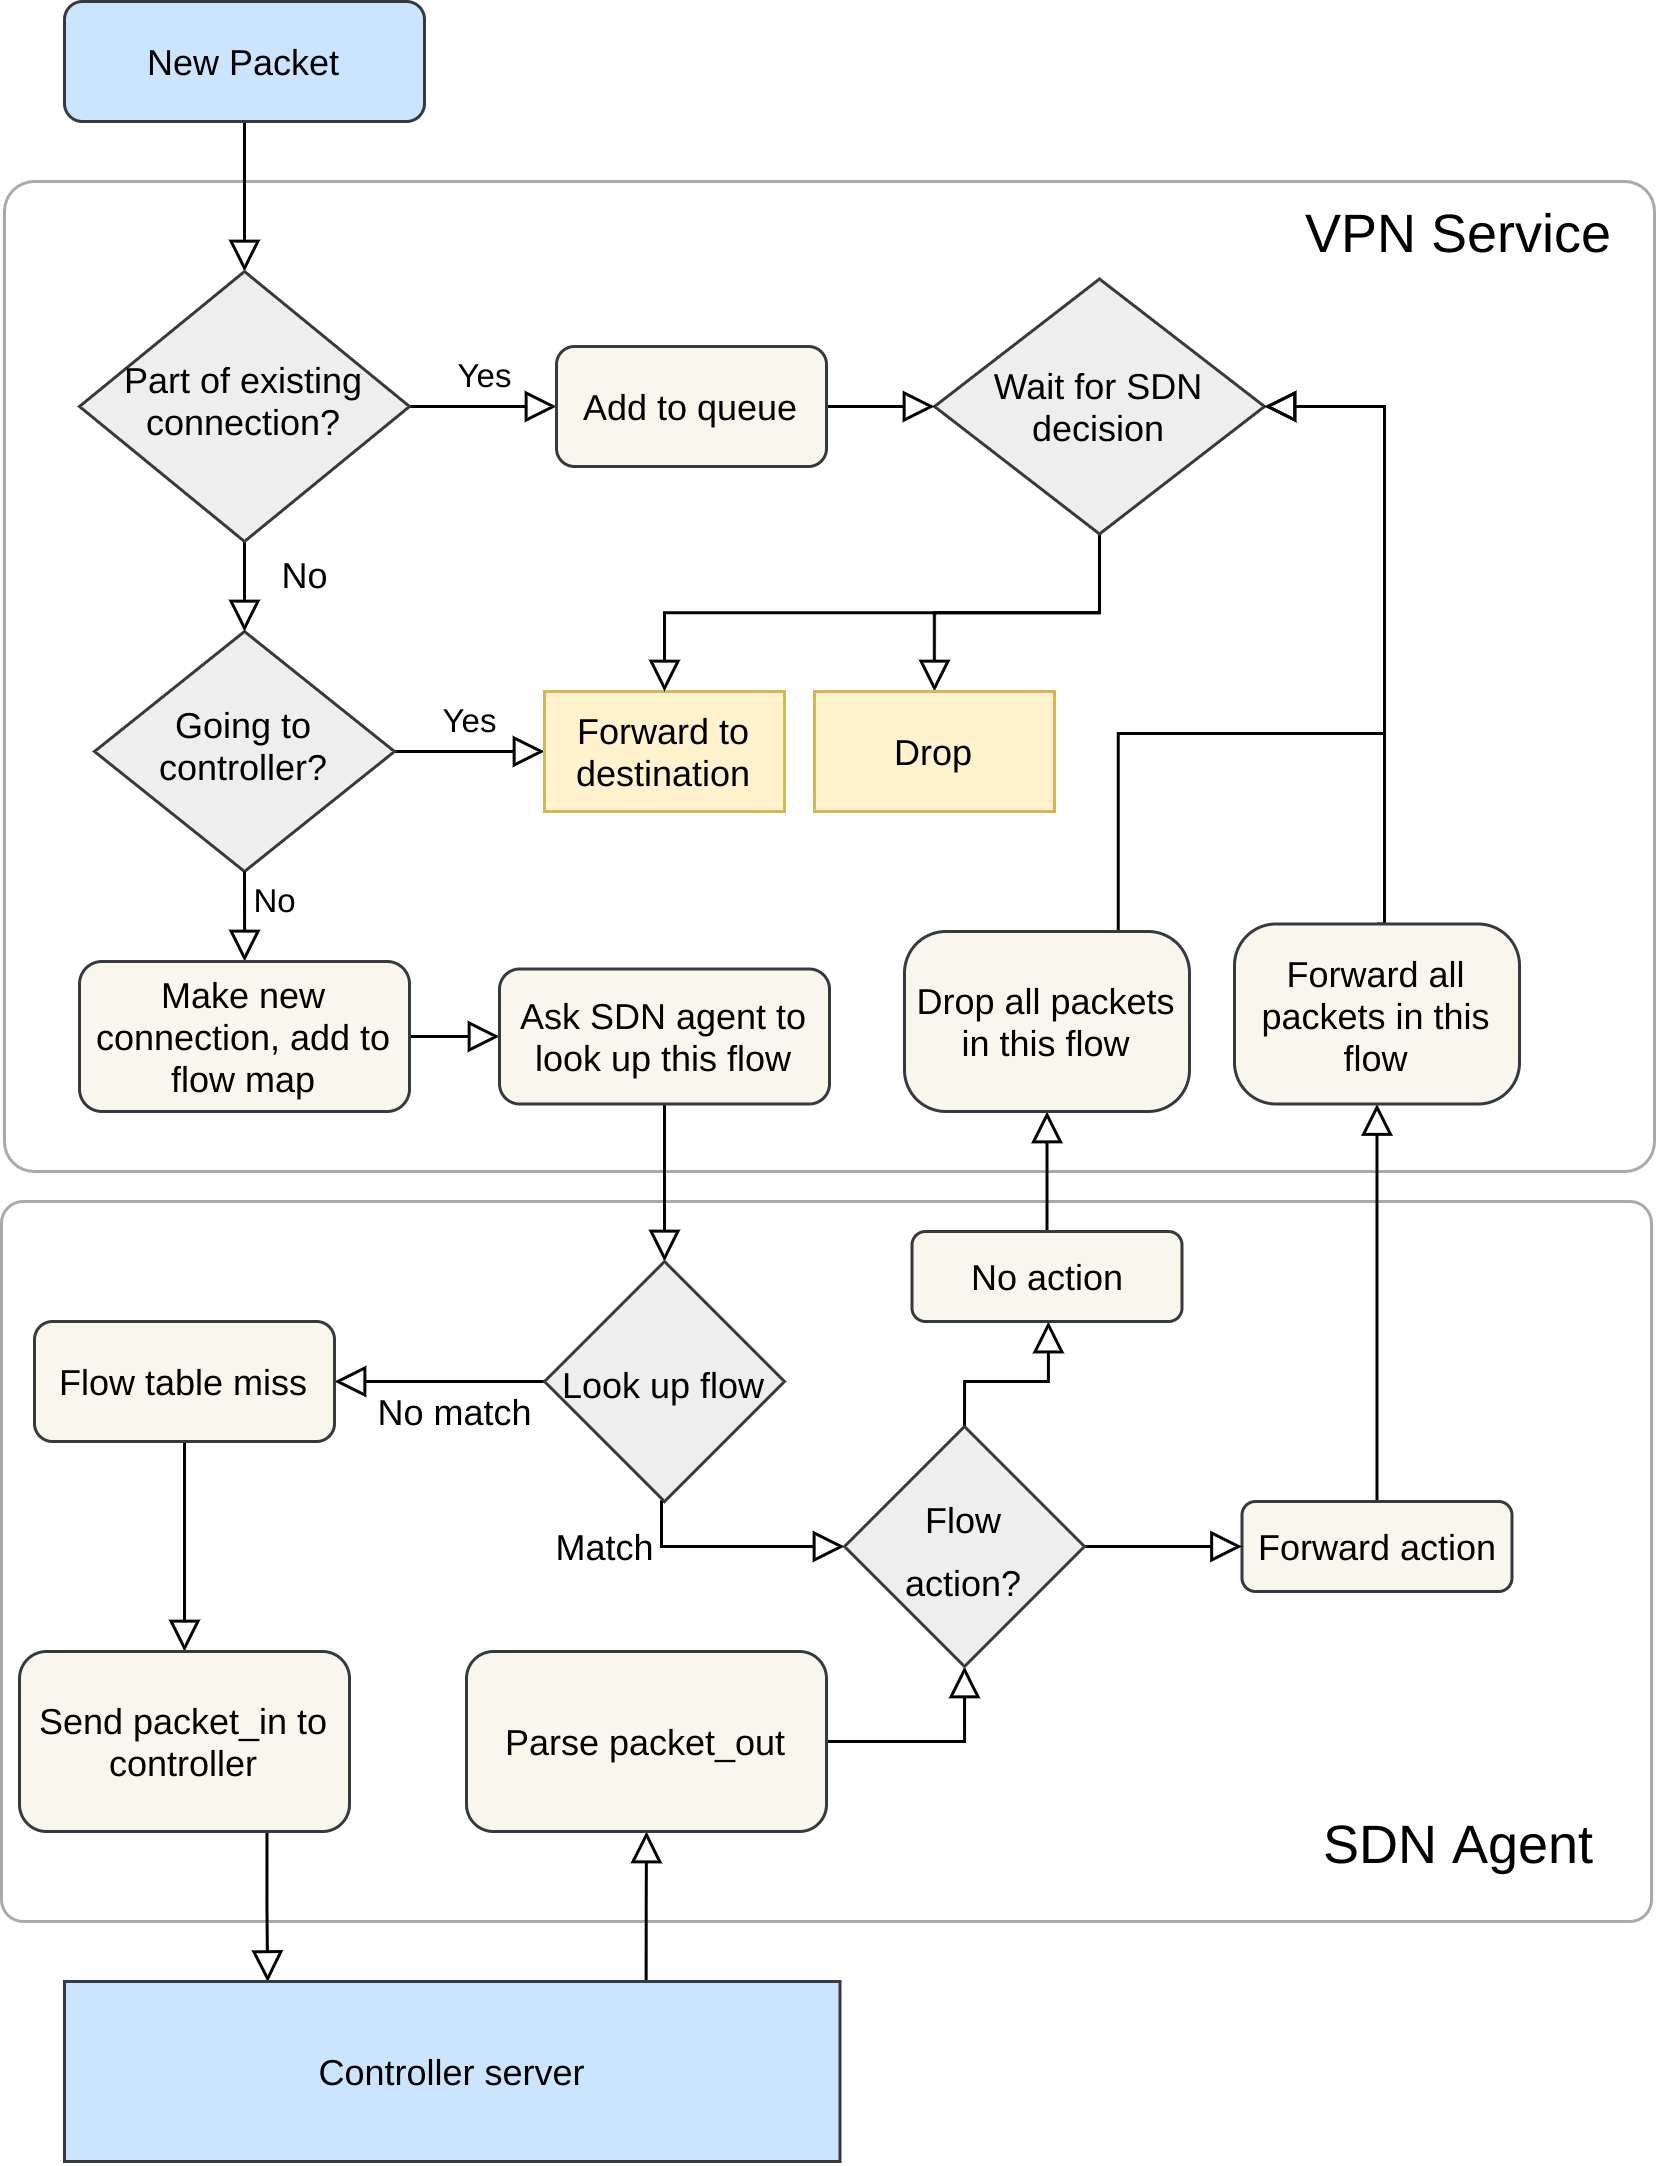 New Packet
VPN Service
Part of existing
connection?
Yes
Add to queue
Wait for SDN
decision
No
Going to
controller?
Yes
Forward to
destination
Drop
No
Make new
connection, add to
flow map
Ask SDN agent to
look up this flow
Drop all packets
in this flow
Forward all
packets in this
flow
No action
Flow table miss
No match
Look up flow
Match
Flow
action?
Forward action
Send packet_in to
controller
Parse packet_out
SDN Agent
Controller server